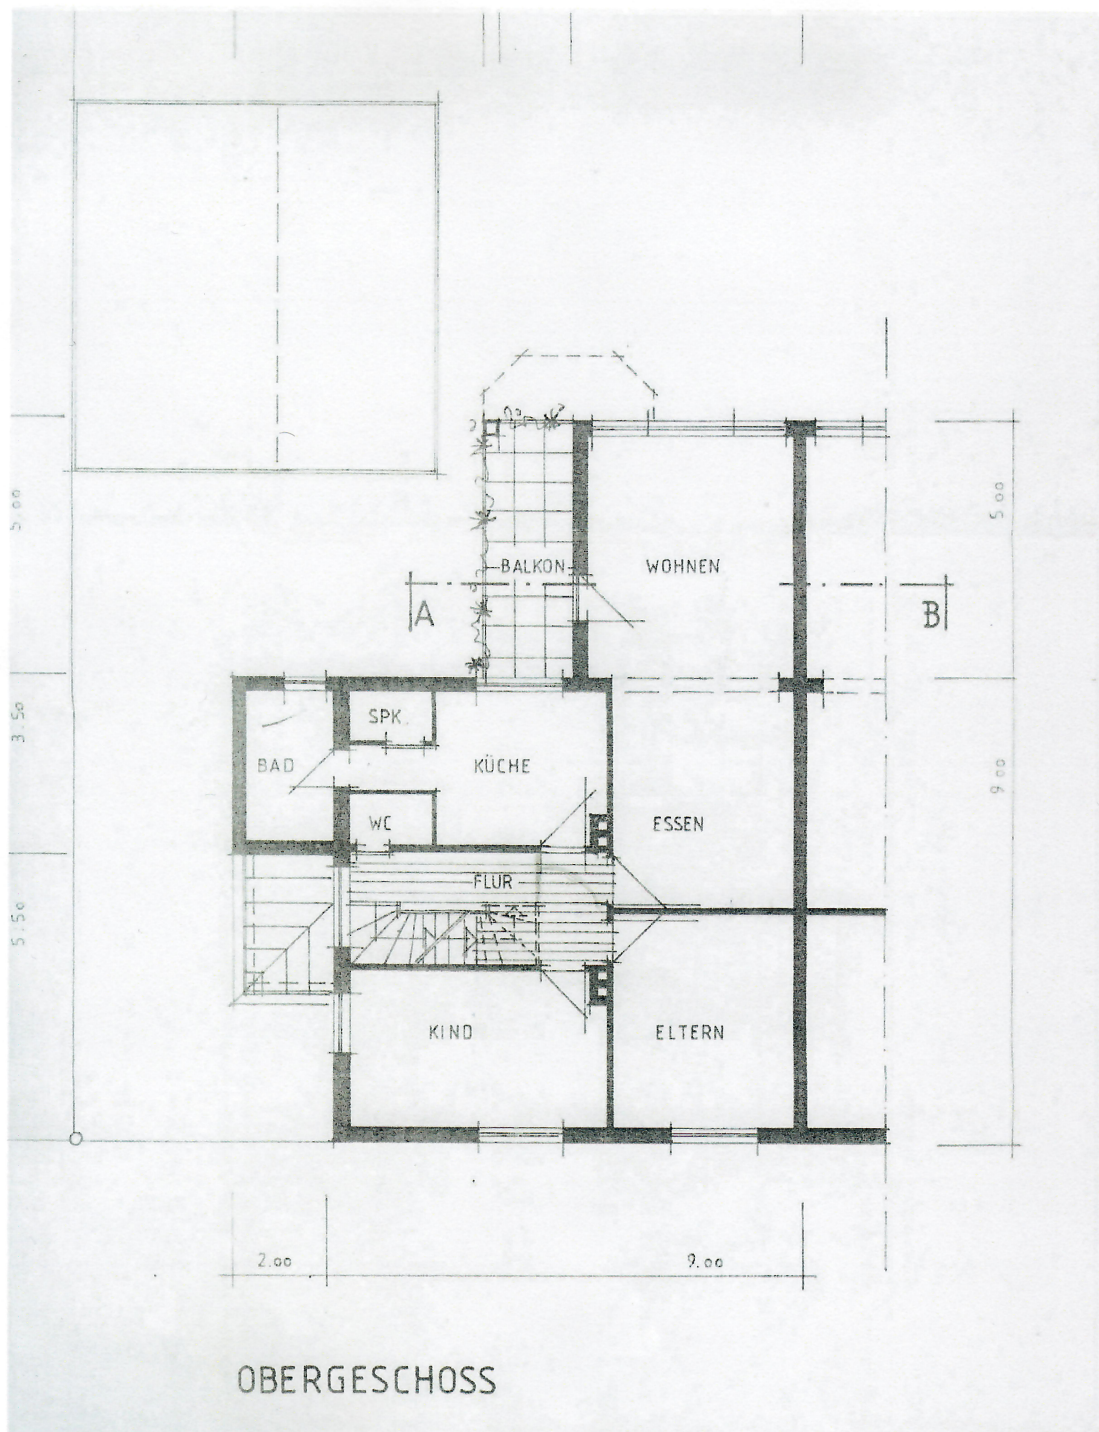 5.00
5.00
BALKON
WOHNEN
A
B
SPK.
3.50
BAD
KÜCHE
9.00
WC
ESSEN
FLUR
5.50
KIND
ELTERN
2.00
9.00
OBERGESCHOSS